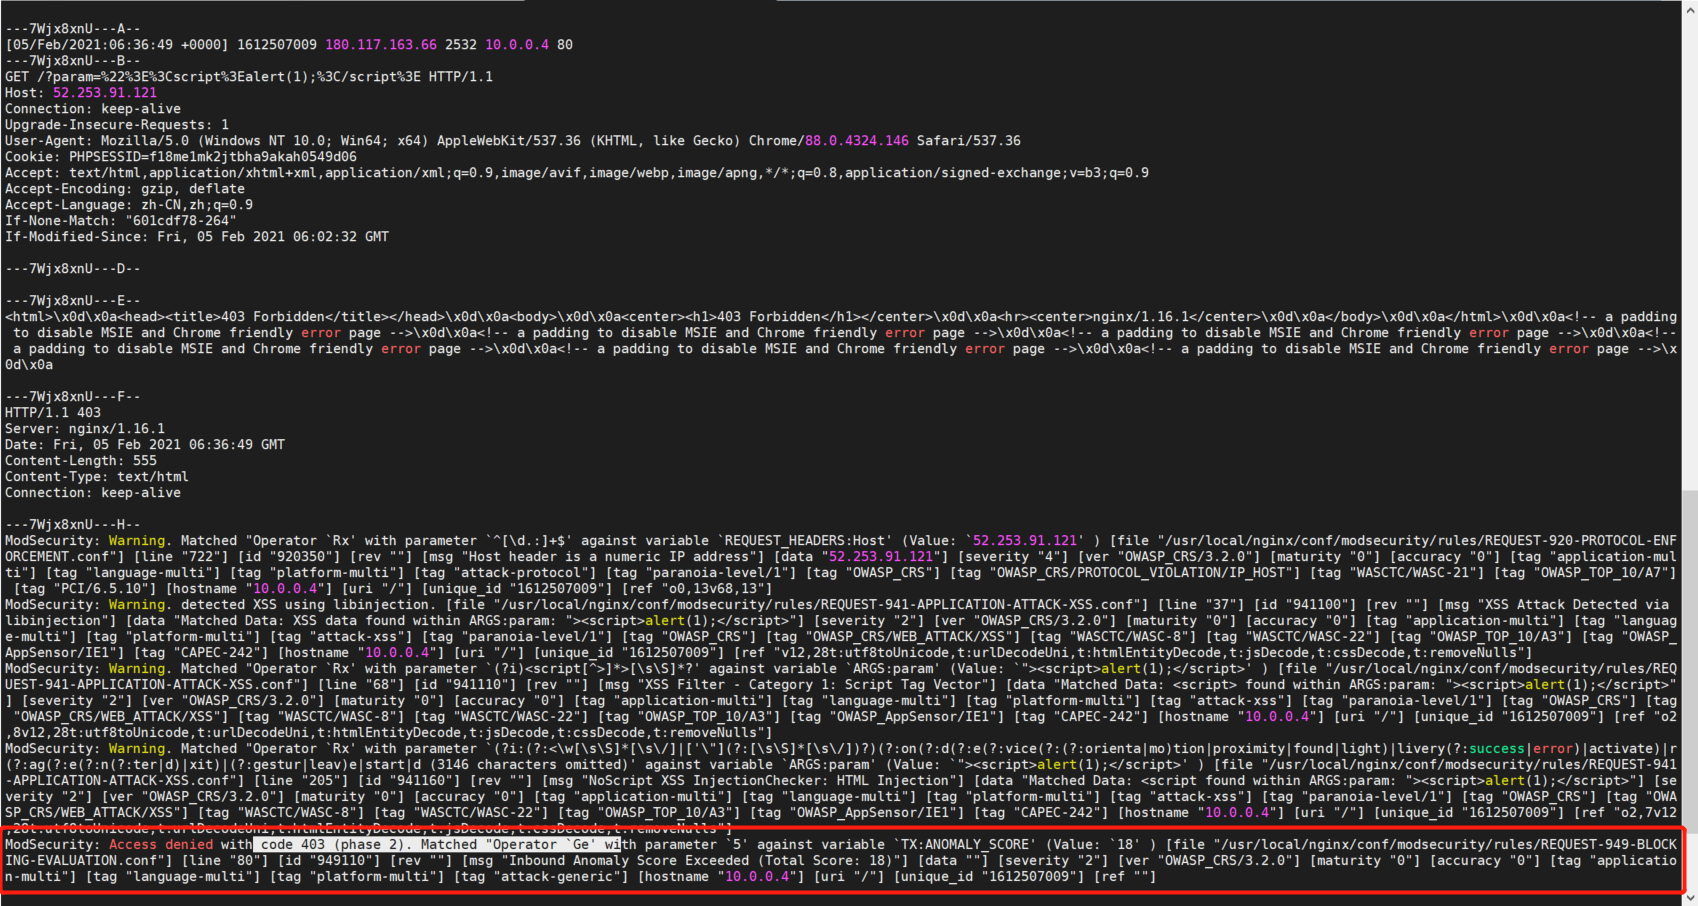 ---7Wjx8xnU---A--
[05/Feb/2021:06:36:49 +0000] 1612507009 180.117.163.66 2532 10.0.0.4 80
---7Wjx8xnU---B--
GET /?param=%22%3E%3Cscript%3Ealert(1);%3C/script%3E HTTP/1.1
Host: 52.253.91.121
Connection: keep-alive
Upgrade-Insecure-Requests: 1
User-Agent: Mozilla/5.0 (Windows NT 10.0; Win64; x64) AppleWebKit/537.36 (KHTML, like Gecko) Chrome/88.0.4324.146 Safari/537.36
Cookie: PHPSESSID=f18me1mk2jtbha9akah0549d06
Accept: text/html,application/xhtml+xml,application/xml;q=0.9,image/avif,image/webp,image/apng,*/*;q=0.8,application/signed-exchange;v=b3;q=0.9
Accept-Encoding: gzip, deflate
Accept-Language: zh-CN,zh;q=0.9
If-None-Match: "601cdf78-264"
If-Modified-Since: Fri, 05 Feb 2021 06:02:32 GMT
---7Wjx8xnU---D--
---7Wjx8xnU---E--
<html>\x0d\x0a<head><title>403 Forbidden</title></head>\x0d\x0a<body>\x0d\x0a<center><h1>403 Forbidden</h1></center>\x0d\x0a<hr><center>nginx/1.16.1</center>\x0d\x0a</body>\x0d\x0a</html>\x0d\x0a<!-- a padding
 to disable MSIE and Chrome friendly error page -->\x0d\x0a<!-- a padding to disable MSIE and Chrome friendly error page -->\x0d\x0a<!-- a padding to disable MSIE and Chrome friendly error page -->\x0d\x0a<!--
 a padding to disable MSIE and Chrome friendly error page -->\x0d\x0a<!-- a padding to disable MSIE and Chrome friendly error page -->\x0d\x0a<!-- a padding to disable MSIE and Chrome friendly error page -->\x
0d\x0a
---7Wjx8xnU---F--
HTTP/1.1 403
Server: nginx/1.16.1
Date: Fri, 05 Feb 2021 06:36:49 GMT
Content-Length: 555
Content-Type: text/html
Connection: keep-alive
---7Wjx8xnU---H--
ModSecurity: Warning. Matched "Operator `Rx' with parameter `^[\d.:]+$' against variable `REQUEST_HEADERS:Host' (Value: `52.253.91.121' ) [file "/usr/local/nginx/conf/modsecurity/rules/REQUEST-920-PROTOCOL-ENF
ORCEMENT.conf"] [line "722"] [id "920350"] [rev ""] [msg "Host header is a numeric IP address"] [data "52.253.91.121"] [severity "4"] [ver "OWASP_CRS/3.2.0"] [maturity "0"] [accuracy "0"] [tag "application-mul
ti"] [tag "language-multi"] [tag "platform-multi"] [tag "attack-protocol"] [tag "paranoia-level/1"] [tag "OWASP_CRS"] [tag "OWASP_CRS/PROTOCOL_VIOLATION/IP_HOST"] [tag "WASCTC/WASC-21"] [tag "OWASP_TOP_10/A7"]
 [tag "PCI/6.5.10"] [hostname "10.0.0.4"] [uri "/"] [unique_id "1612507009"] [ref "o0,13v68,13"]
ModSecurity: Warning. detected XSS using libinjection. [file "/usr/local/nginx/conf/modsecurity/rules/REQUEST-941-APPLICATION-ATTACK-XSS.conf"] [line "37"] [id "941100"] [rev ""] [msg "XSS Attack Detected via
libinjection"] [data "Matched Data: XSS data found within ARGS:param: "><script>alert(1);</script>"] [severity "2"] [ver "OWASP_CRS/3.2.0"] [maturity "0"] [accuracy "0"] [tag "application-multi"] [tag "languag
e-multi"] [tag "platform-multi"] [tag "attack-xss"] [tag "paranoia-level/1"] [tag "OWASP_CRS"] [tag "OWASP_CRS/WEB_ATTACK/XSS"] [tag "WASCTC/WASC-8"] [tag "WASCTC/WASC-22"] [tag "OWASP_TOP_10/A3"] [tag "OWASP_
AppSensor/IE1"] [tag "CAPEC-242"] [hostname "10.0.0.4"] [uri "/"] [unique_id "1612507009"] [ref "v12,28t:utf8toUnicode,t:urlDecodeUni,t:htmlEntityDecode,t:jsDecode,t:cssDecode,t:removeNulls"]
ModSecurity: Warning. Matched "Operator `Rx' with parameter `(?i)<script[^>]*>[\s\S]*?' against variable `ARGS:param' (Value: `"><script>alert(1);</script>' ) [file "/usr/local/nginx/conf/modsecurity/rules/REQ
UEST-941-APPLICATION-ATTACK-XSS.conf"] [line "68"] [id "941110"] [rev ""] [msg "XSS Filter - Category 1: Script Tag Vector"] [data "Matched Data: <script> found within ARGS:param: "><script>alert(1);</script>"
] [severity "2"] [ver "OWASP_CRS/3.2.0"] [maturity "0"] [accuracy "0"] [tag "application-multi"] [tag "language-multi"] [tag "platform-multi"] [tag "attack-xss"] [tag "paranoia-level/1"] [tag "OWASP_CRS"] [tag
 "OWASP_CRS/WEB_ATTACK/XSS"] [tag "WASCTC/WASC-8"] [tag "WASCTC/WASC-22"] [tag "OWASP_TOP_10/A3"] [tag "OWASP_AppSensor/IE1"] [tag "CAPEC-242"] [hostname "10.0.0.4"] [uri "/"] [unique_id "1612507009"] [ref "o2
,8v12,28t:utf8toUnicode,t:urlDecodeUni,t:htmlEntityDecode,t:jsDecode,t:cssDecode,t:removeNulls"]
ModSecurity: Warning. Matched "Operator `Rx' with parameter `(?i:(?:<\w[\s\S]*[\s\/]|['\"](?:[\s\S]*[\s\/])?)(?:on(?:d(?:e(?:vice(?:(?:orienta|mo)tion|proximity|found|light)|livery(?:success|error)|activate)|r
(?:ag(?:e(?:n(?:ter|d)|xit)|(?:gestur|leav)e|start|d (3146 characters omitted)' against variable `ARGS:param' (Value: `"><script>alert(1);</script>' ) [file "/usr/local/nginx/conf/modsecurity/rules/REQUEST-941
-APPLICATION-ATTACK-XSS.conf"] [line "205"] [id "941160"] [rev ""] [msg "NoScript XSS InjectionChecker: HTML Injection"] [data "Matched Data: <script found within ARGS:param: "><script>alert(1);</script>"] [se
verity "2"] [ver "OWASP_CRS/3.2.0"] [maturity "0"] [accuracy "0"] [tag "application-multi"] [tag "language-multi"] [tag "platform-multi"] [tag "attack-xss"] [tag "paranoia-level/1"] [tag "OWASP_CRS"] [tag "OWA
SP_CRS/WEB_ATTACK/XSS"] [tag "WASCTC/WASC-8"] [tag "WASCTC/WASC-22"] [tag "OWASP_TOP_10/A3"] [tag "OWASP_AppSensor/IE1"] [tag "CAPEC-242"] [hostname "10.0.0.4"] [uri "/"] [unique_id "1612507009"] [ref "o2,7v12
,28t:utf8toUnicode,t:urlDecodeUni,t:htmlEntityDecode,t:jsDecode,t:cssDecode,t:removeNulls"]
ModSecurity: Access denied with code 403 (phase 2). Matched "Operator `Ge' with parameter `5' against variable `TX:ANOMALY_SCORE' (Value: `18' ) [file "/usr/local/nginx/conf/modsecurity/rules/REQUEST-949-BLOCK
ING-EVALUATION.conf"] [line "80"] [id "949110"] [rev ""] [msg "Inbound Anomaly Score Exceeded (Total Score: 18)"] [data ""] [severity "2"] [ver "OWASP_CRS/3.2.0"] [maturity "0"] [accuracy "0"] [tag "applicatio
n-multi"] [tag "language-multi"] [tag "platform-multi"] [tag "attack-generic"] [hostname "10.0.0.4"] [uri "/"] [unique_id "1612507009"] [ref ""]